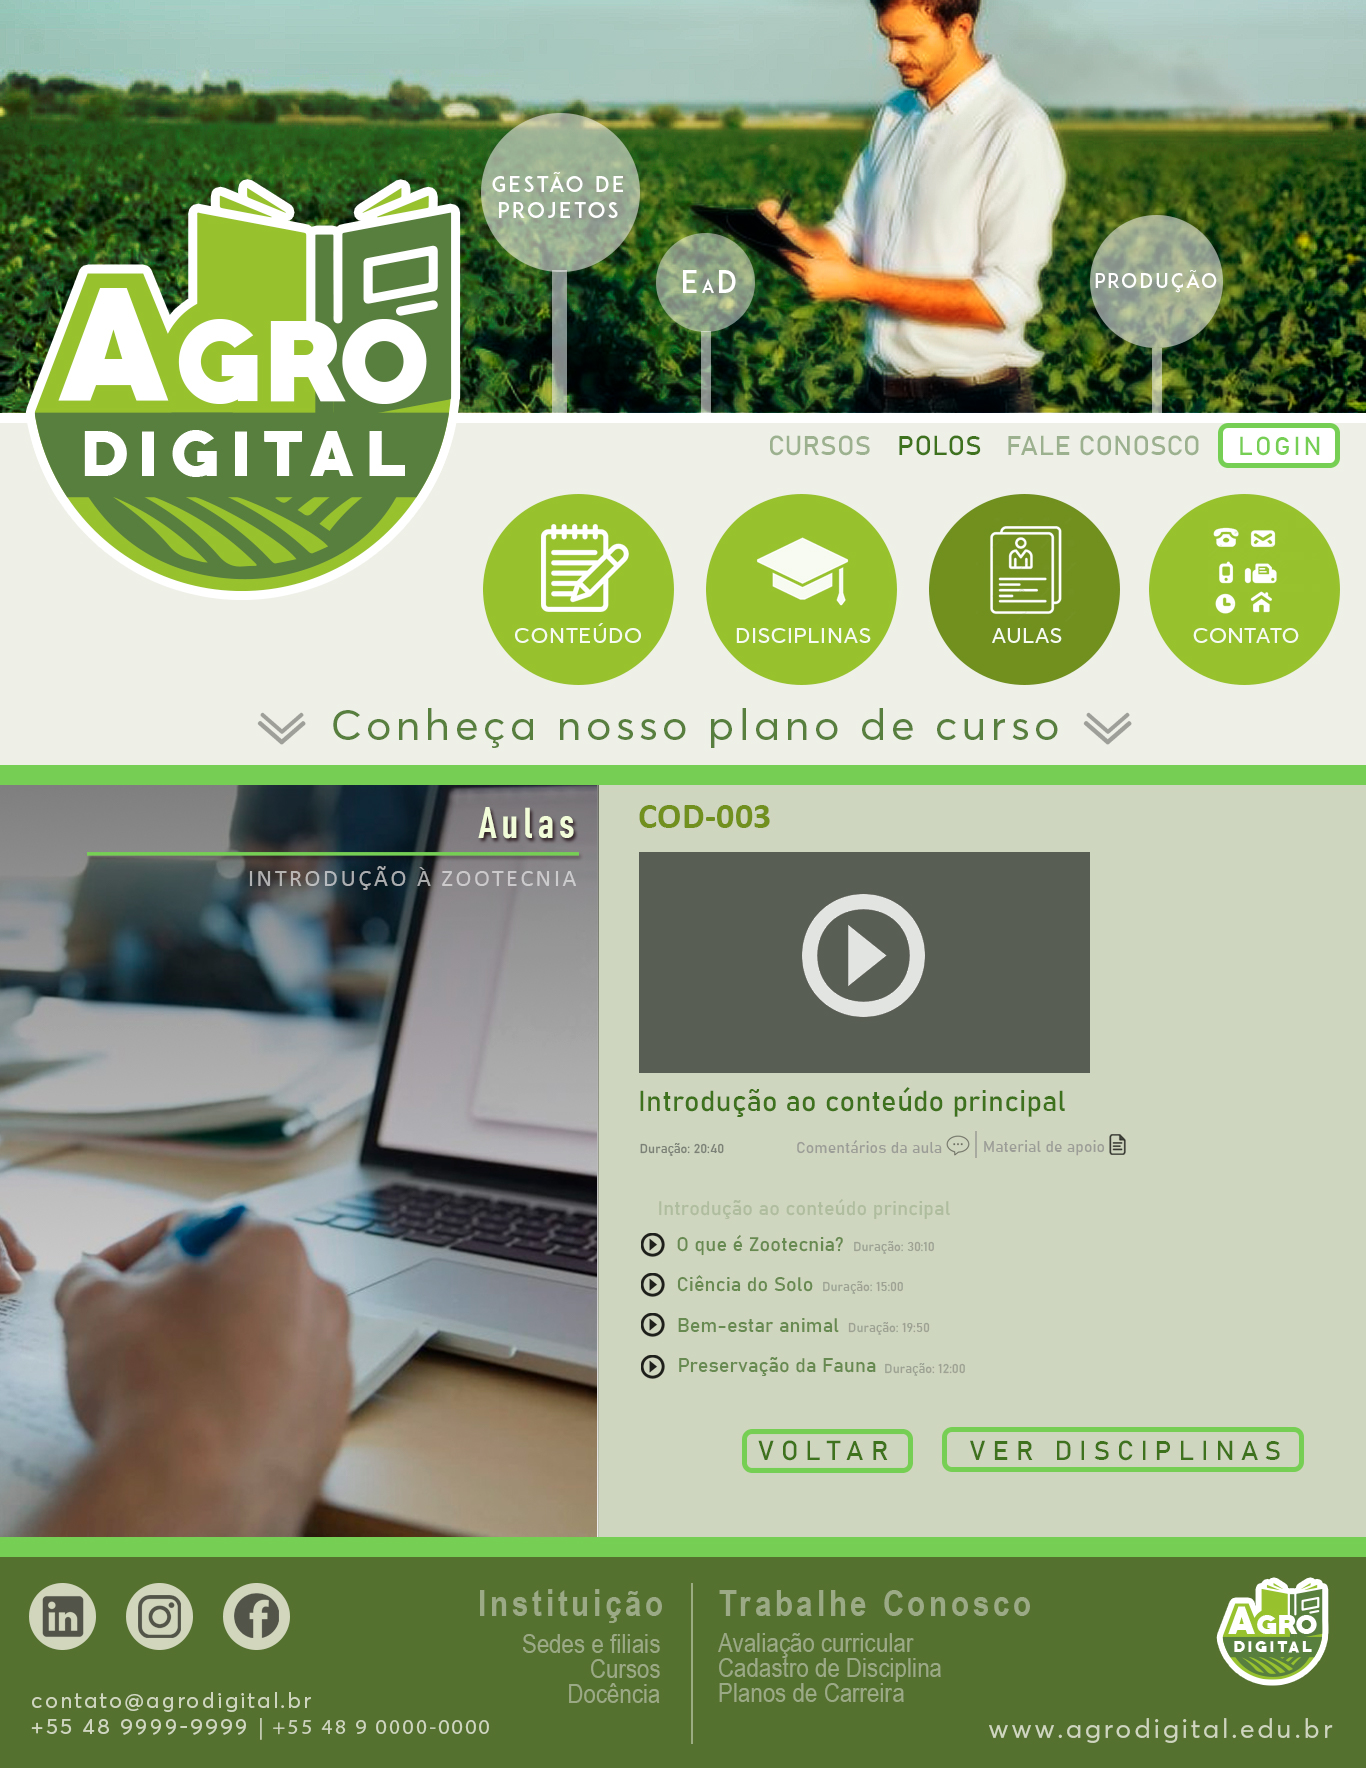 GESTÃO DE
PROJETOS
EAD
PRODUÇÃO
AGRO
DIGITAL
CURSOS POLOS FALE CONOSCO LOGIN
CONTEÚDO DISCIPLINAS AULAS CONTATO
Conheça nosso plano de curso
Aulas
INTRODUÇÃO À ZOOTECNIA
COD-003
Introdução ao conteúdo principal
Duração: 20:40 Comentários da aula Material de apoio
Introdução ao conteúdo principal
O que é Zootecnia? Duração: 30:10
Ciência do Solo Duração: 15:00
Bem-estar animal Duração: 19:50
Preservação da Fauna Duração: 12:00
VOLTAR VER DISCIPLINAS
in
contato@agrodigital.br
+55 48 9999-9999 | +55 48 9 0000-0000
Instituição
Sedes e filiais
Cursos
Docência
Trabalhe Conosco
Avaliação curricular
Cadastro de Disciplina
Planos de Carreira
AGRO
DIGITAL
www.agrodigital.edu.br